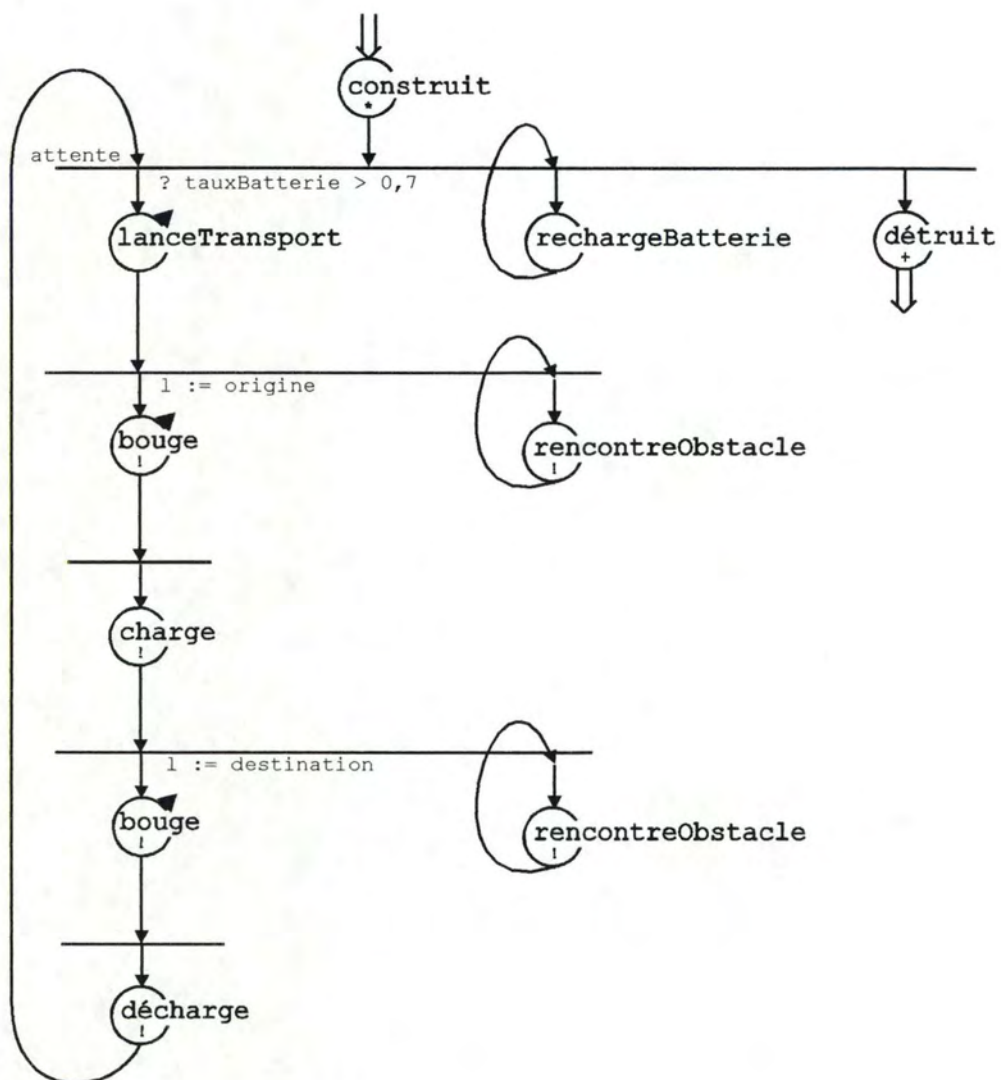 construit
*
attente
? tauxBatterie > 0,7
lanceTransport
rechargeBatterie
détruit
+
l := origine
bouge
!
rencontreObstacle
!
charge
!
l := destination
bouge
!
rencontreObstacle
!
décharge
!